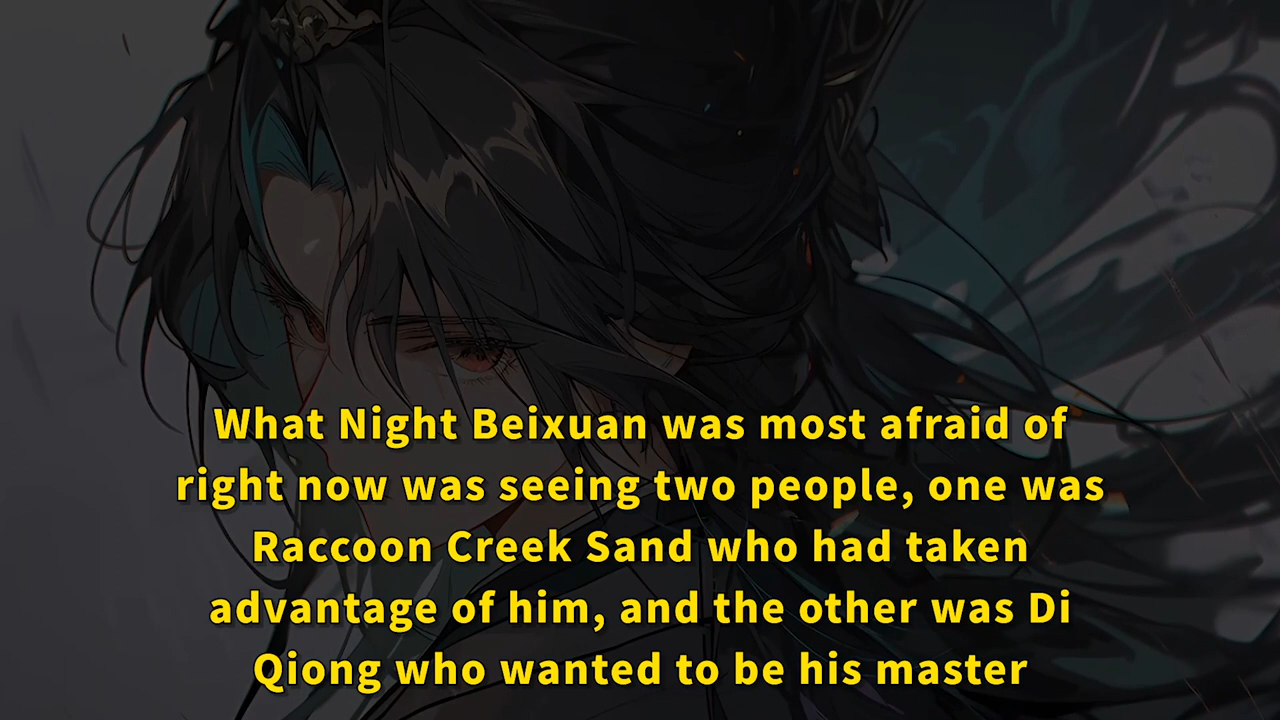 What Night Beixuan was most afraid of
right now was seeing two people, one was
Raccoon Creek Sand who had taken
advantage of him, and the other was Di
Qiong who wanted to be his master